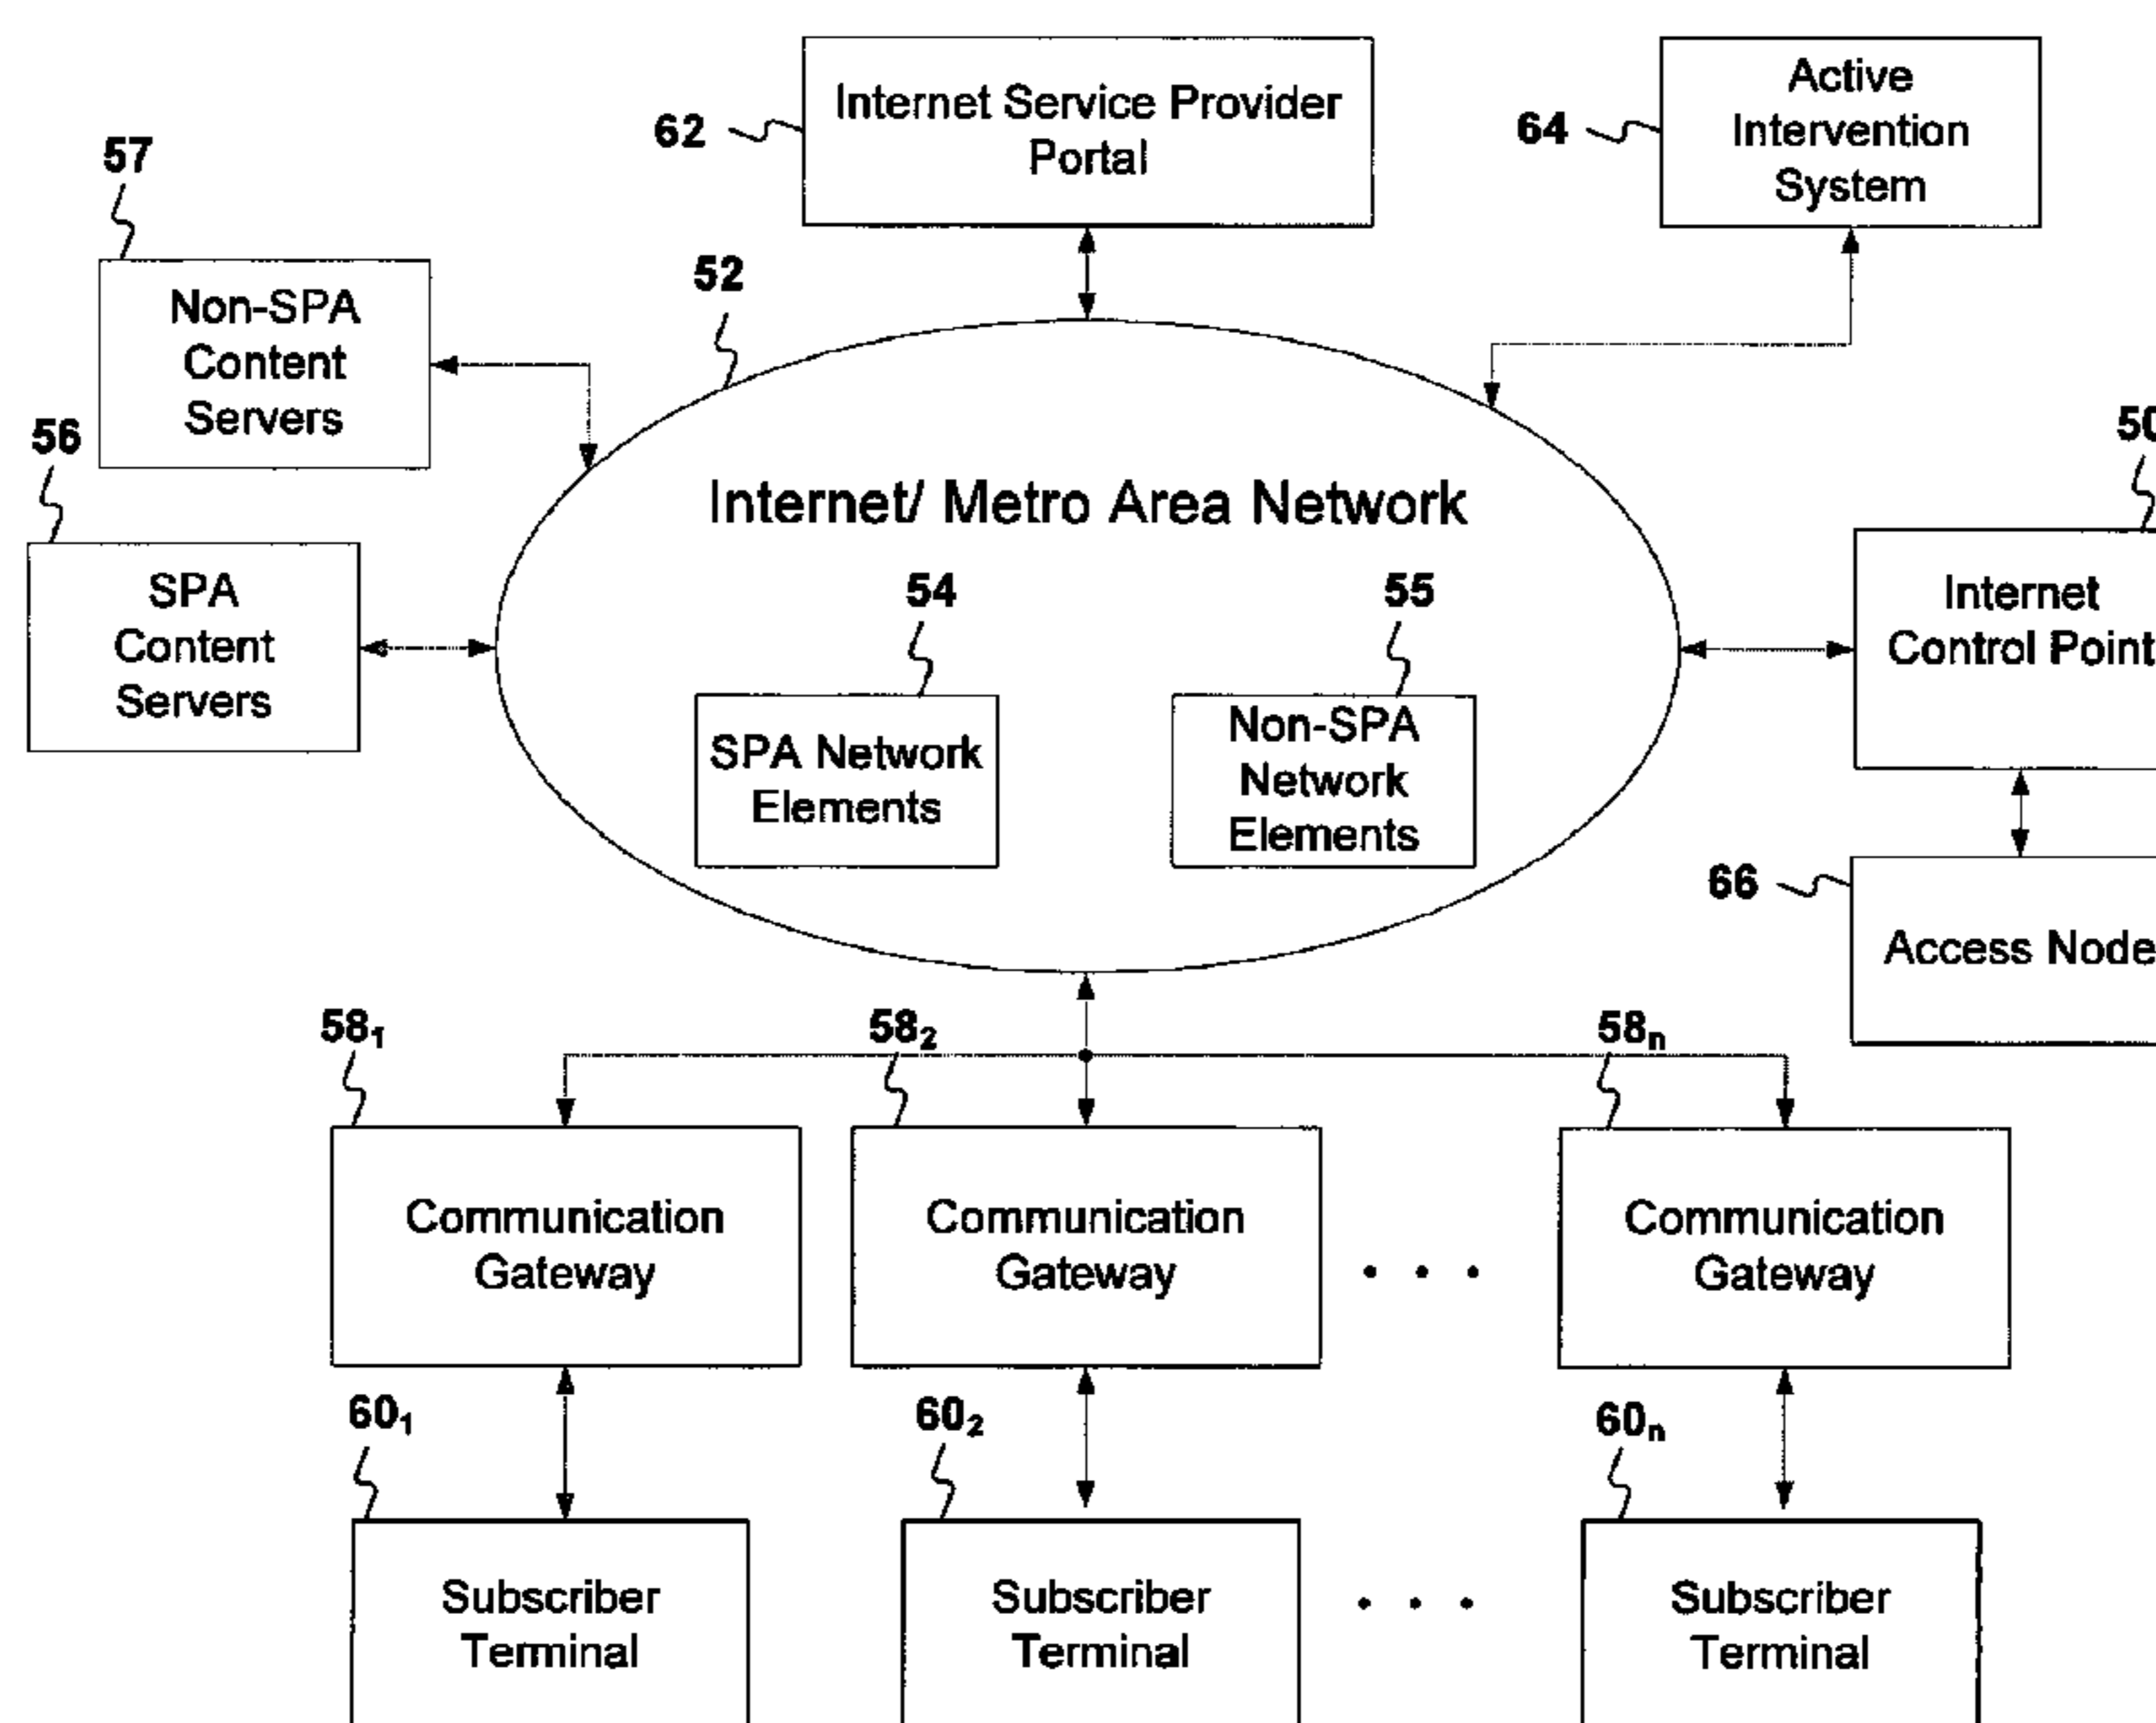 Internet Service Provider
Portal
62
Active
Intervention
System
64
57
Non-SPA
Content
Servers
52
56
SPA
Content
Servers
Internet/ Metro Area Network
54
SPA Network
Elements
55
Non-SPA
Network
Elements
50
Internet
Control Point
66
Access Node
58₁
58₂
58ₙ
Communication
Gateway
Communication
Gateway
. . .
Communication
Gateway
60₁
60₂
60ₙ
Subscriber
Terminal
Subscriber
Terminal
. . .
Subscriber
Terminal